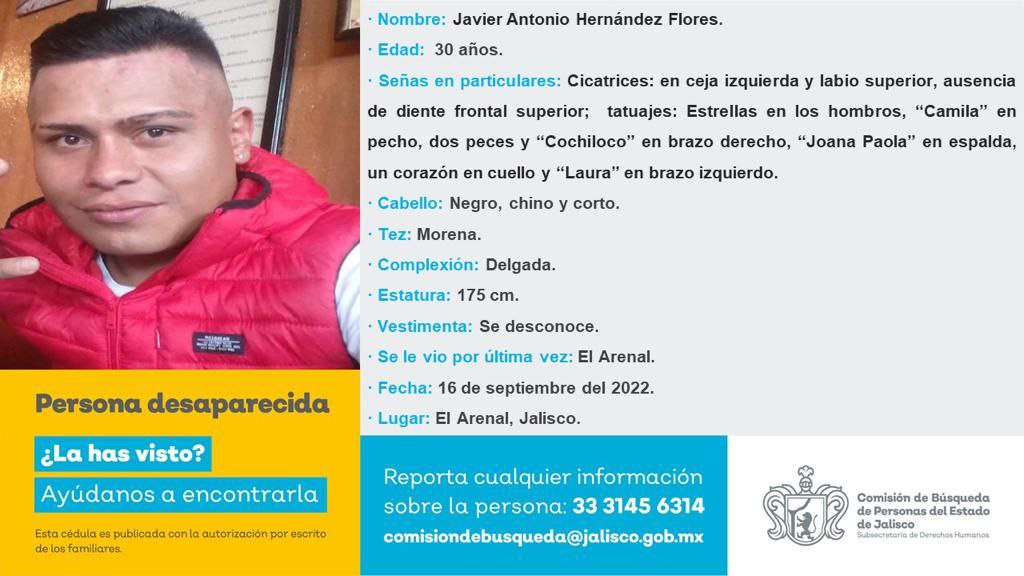 · Nombre: Javier Antonio Hernández Flores.
· Edad: 30 años.
· Señas en particulares: Cicatrices: en ceja izquierda y labio superior, ausencia
de diente frontal superior; tatuajes: Estrellas en los hombros, “Camila” en
pecho, dos peces y “Cochiloco” en brazo derecho, “Joana Paola” en espalda,
un corazón en cuello y “Laura” en brazo izquierdo.
· Cabello: Negro, chino y corto.
· Tez: Morena.
· Complexión: Delgada.
· Estatura: 175 cm.
· Vestimenta: Se desconoce.
· Se le vio por última vez: El Arenal.
· Fecha: 16 de septiembre del 2022.
· Lugar: El Arenal, Jalisco.
Persona desaparecida
¿La has visto?
Ayúdanos a encontrarla
Esta cédula es publicada con la autorización por escrito
de los familiares.
Reporta cualquier información
sobre la persona: 33 3145 6314
comisiondebusqueda@jalisco.gob.mx
Comisión de Búsqueda
de Personas del Estado
de Jalisco
Subsecretaría de Derechos Humanos